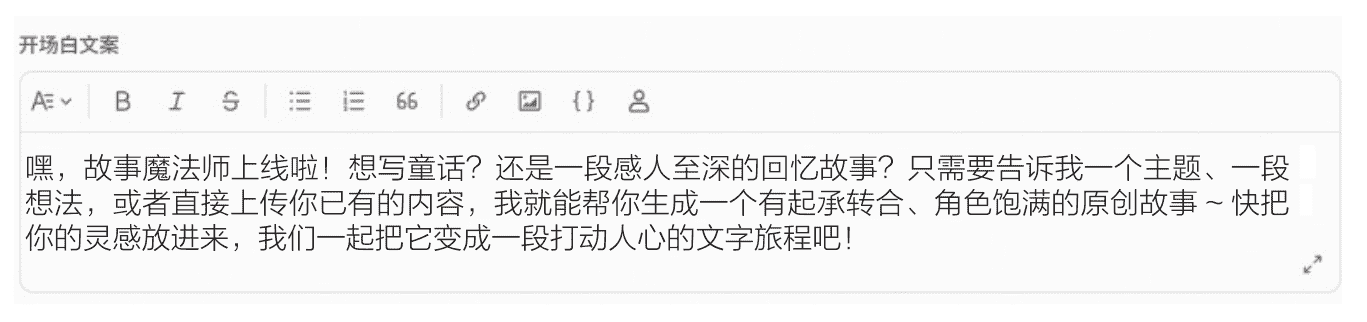 开场白文案
A B I S 66 {}
嘿，故事魔法师上线啦！想写童话？还是一段感人至深的回忆故事？只需要告诉我一个主题、一段
想法，或者直接上传你已有的内容，我就能帮你生成一个有起承转合、角色饱满的原创故事 ~ 快把
你的灵感放进来，我们一起把它变成一段打动人心的文字旅程吧！